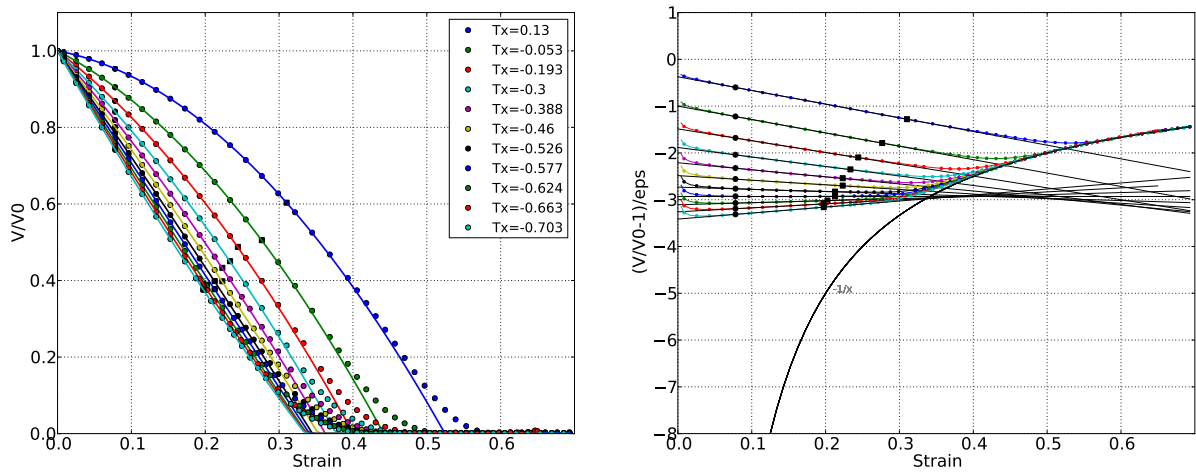 V/V0
1.0
0.8
0.6
0.4
0.2
0.0
0.0 0.1 0.2 0.3 0.4 0.5 0.6
Strain
Tx=0.13
Tx=-0.053
Tx=-0.193
Tx=-0.3
Tx=-0.388
Tx=-0.46
Tx=-0.526
Tx=-0.577
Tx=-0.624
Tx=-0.663
Tx=-0.703
(V/V0-1)/eps
1
0
−1
−2
−3
−4
−5
−6
−7
−8
0.0 0.1 0.2 0.3 0.4 0.5 0.6
Strain
-1/x